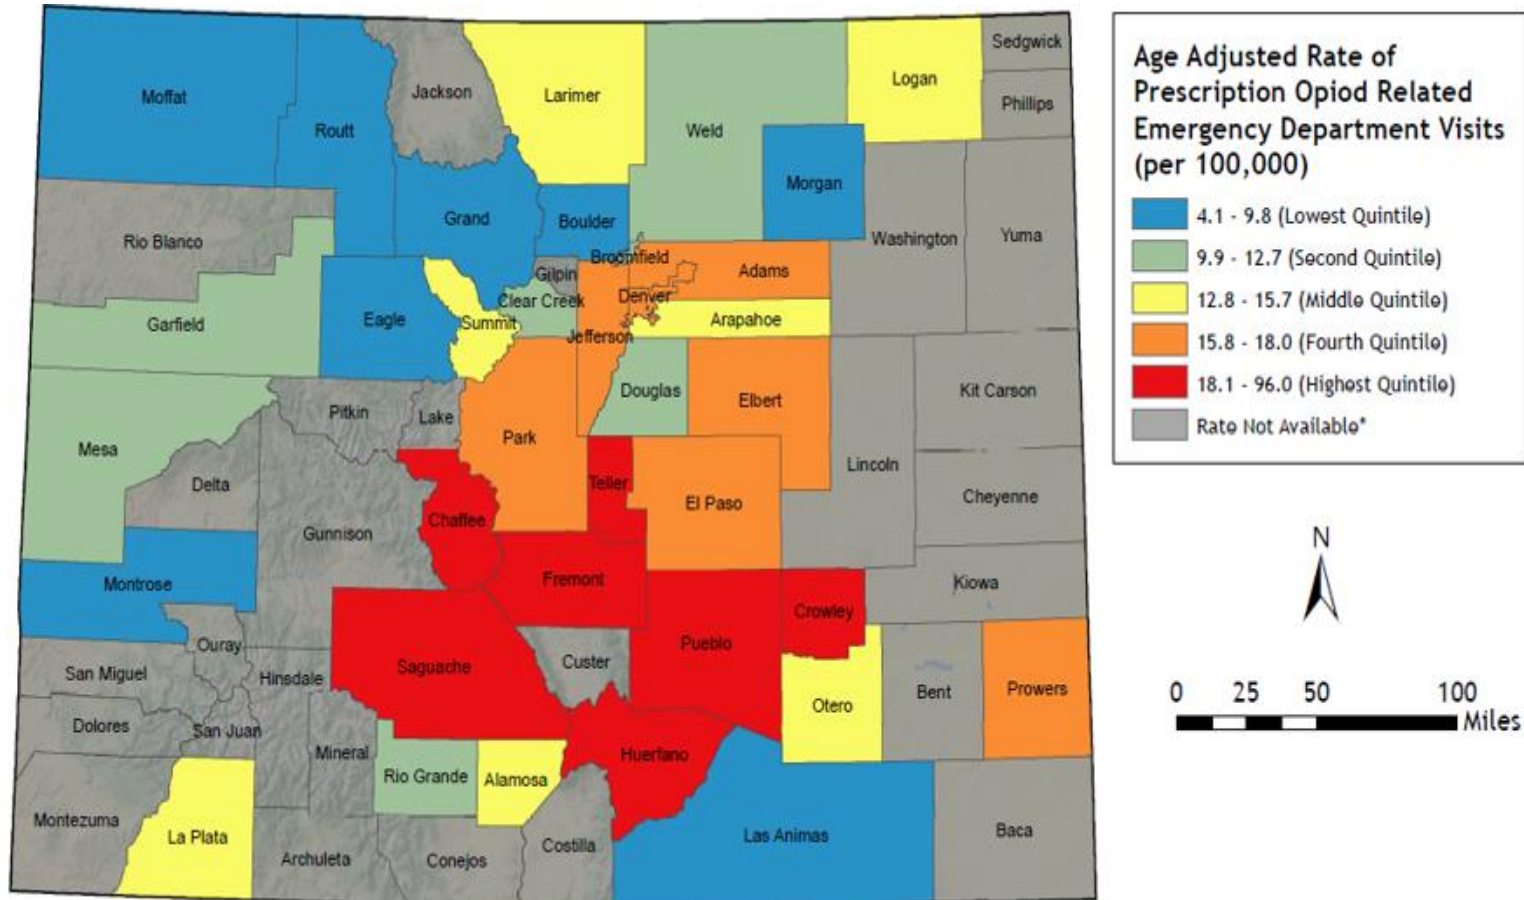 Age Adjusted Rate of
Prescription Opiod Related
Emergency Department Visits
(per 100,000)
4.1 - 9.8 (Lowest Quintile)
9.9 - 12.7 (Second Quintile)
12.8 - 15.7 (Middle Quintile)
15.8 - 18.0 (Fourth Quintile)
18.1 - 96.0 (Highest Quintile)
Rate Not Available*
N
0 25 50 100
Miles
Moffat
Routt
Jackson
Larimer
Weld
Logan
Sedgwick
Phillips
Morgan
Rio Blanco
Grand
Boulder
Washington
Yuma
Broomfield
Gilpin
Adams
Clear Creek
Denver
Garfield
Eagle
Summit
Arapahoe
Jefferson
Douglas
Elbert
Kit Carson
Pitkin
Lake
Park
Mesa
Delta
Lincoln
Teller
El Paso
Cheyenne
Chaffee
Gunnison
Montrose
Fremont
Kiowa
Crowley
Ouray
Pueblo
Custer
Saguache
San Miguel
Hinsdale
Bent
Prowers
Otero
Dolores
San Juan
Mineral
Huerfano
Rio Grande
Alamosa
Montezuma
La Plata
Las Animas
Baca
Archuleta
Conejos
Costilla